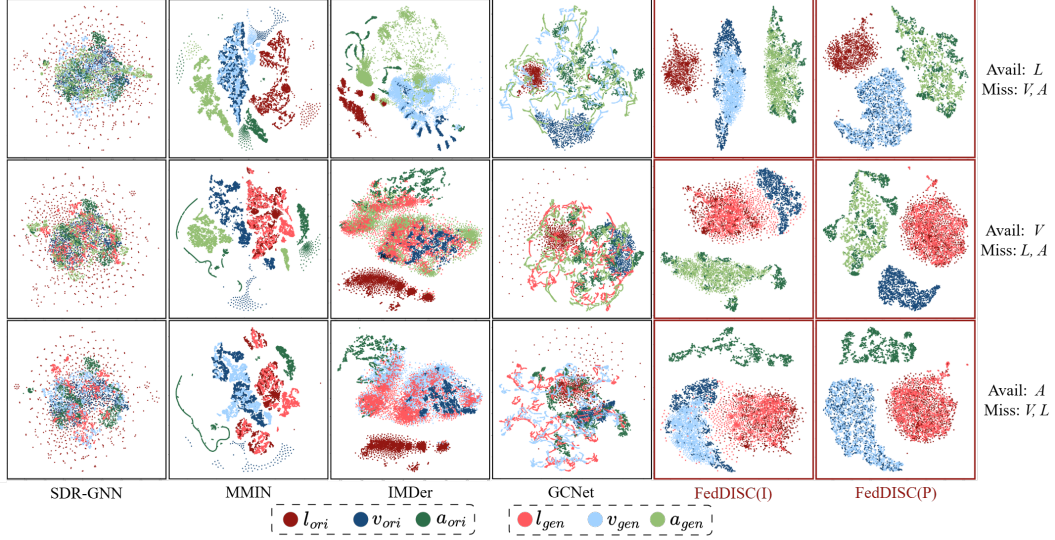 Avail: L
Miss: V, A
Avail: V
Miss: L, A
Avail: A
Miss: V, L
SDR-GNN MMIN IMDer GCNet FedDISC(I) FedDISC(P)
l_ori v_ori a_ori l_gen v_gen a_gen